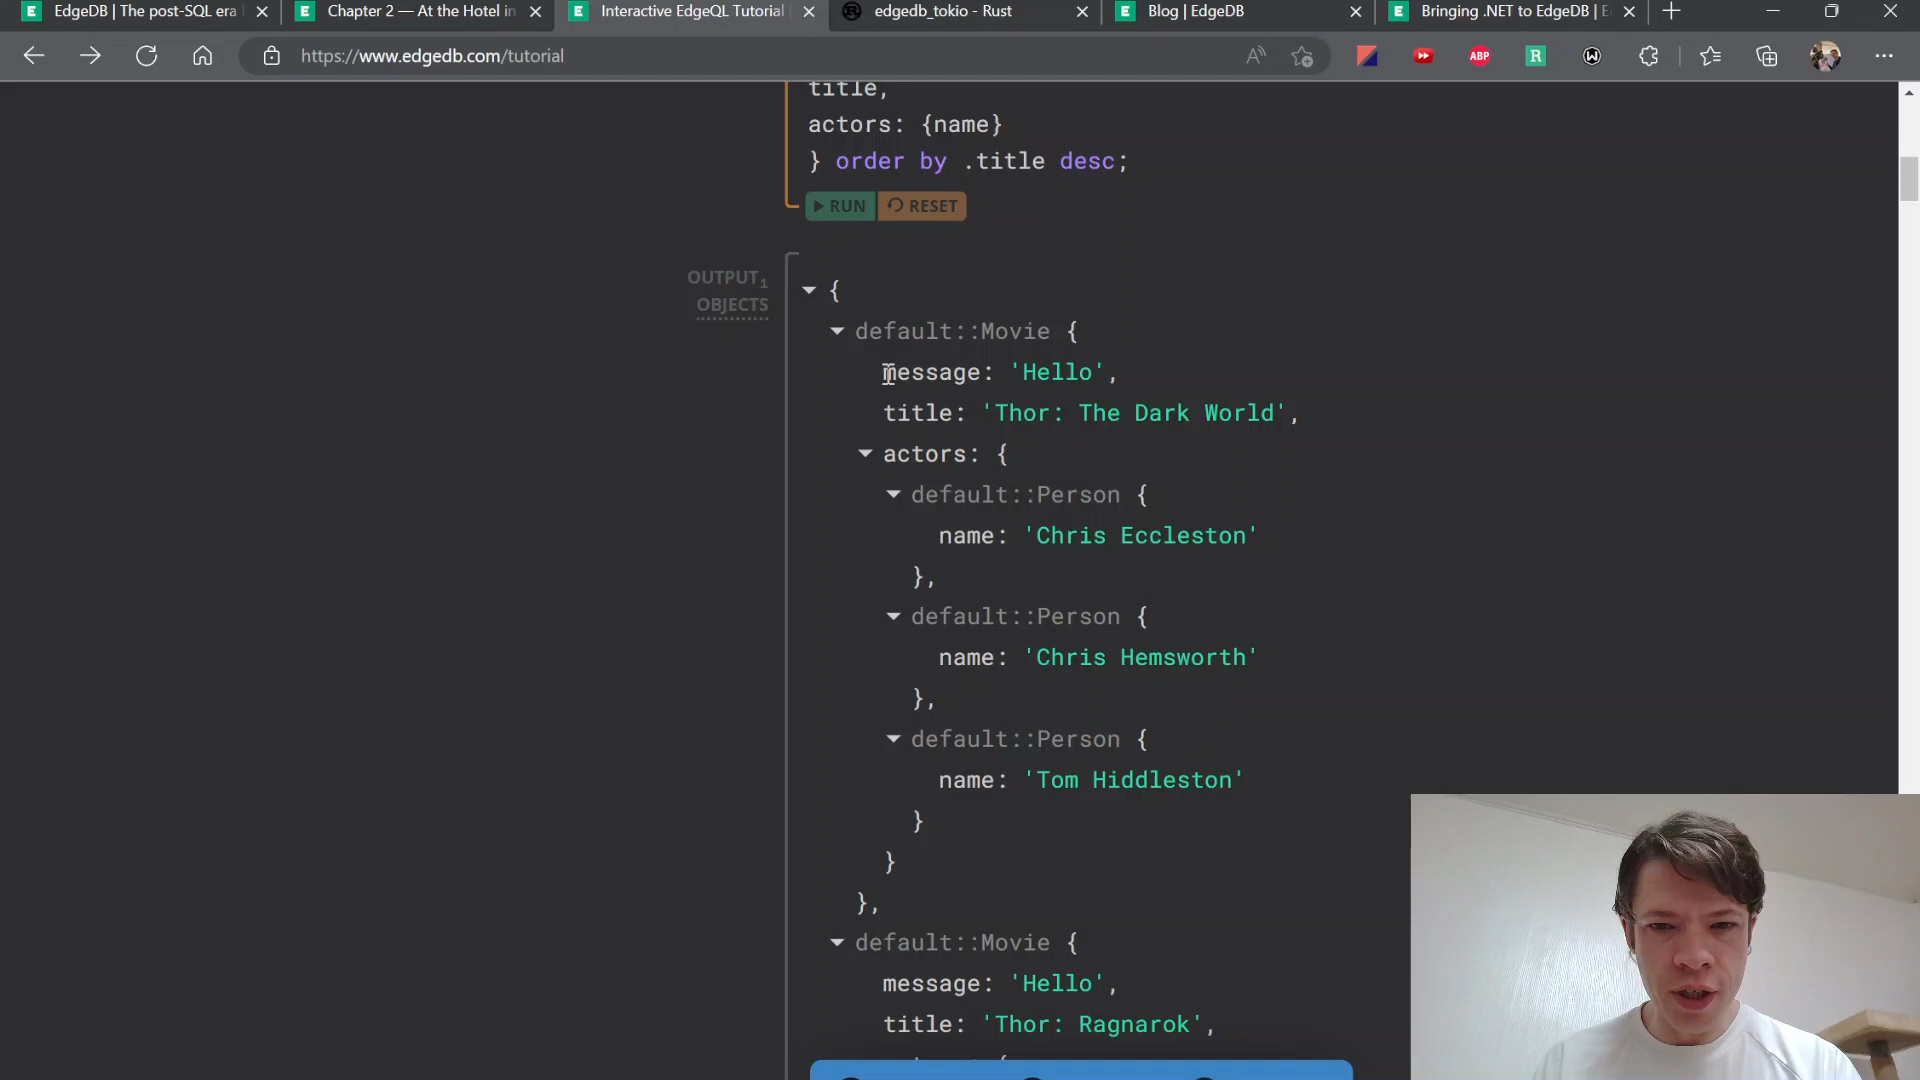 EdgeDB | The post-SQL era
Chapter 2 — At the Hotel in
Interactive EdgeQL Tutorial
edgedb_tokio - Rust
Blog | EdgeDB
Bringing .NET to EdgeDB |
https://www.edgedb.com/tutorial
title,
actors: {name}
} order by .title desc;
RUN RESET
OUTPUT1
OBJECTS
{
default::Movie {
message: 'Hello',
title: 'Thor: The Dark World',
actors: {
default::Person {
name: 'Chris Eccleston'
},
default::Person {
name: 'Chris Hemsworth'
},
default::Person {
name: 'Tom Hiddleston'
}
}
},
default::Movie {
message: 'Hello',
title: 'Thor: Ragnarok',